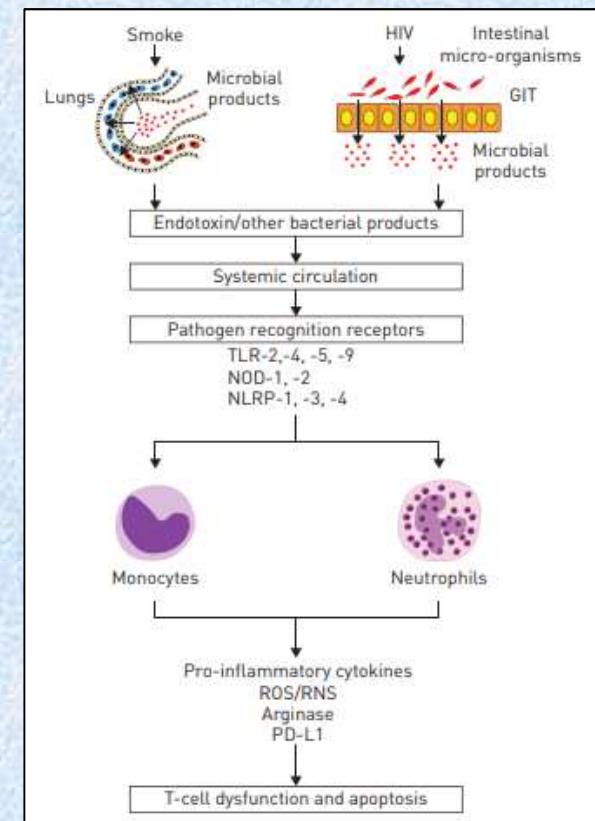 Smoke
HIV
Intestinal
micro-organisms
Lungs
Microbial
products
GIT
Microbial
products
Endotoxin/other bacterial products
Systemic circulation
Pathogen recognition receptors
TLR-2,-4, -5, -9
NOD-1, -2
NLRP-1, -3, -4
Monocytes
Neutrophils
Pro-inflammatory cytokines
ROS/RNS
Arginase
PD-L1
T-cell dysfunction and apoptosis